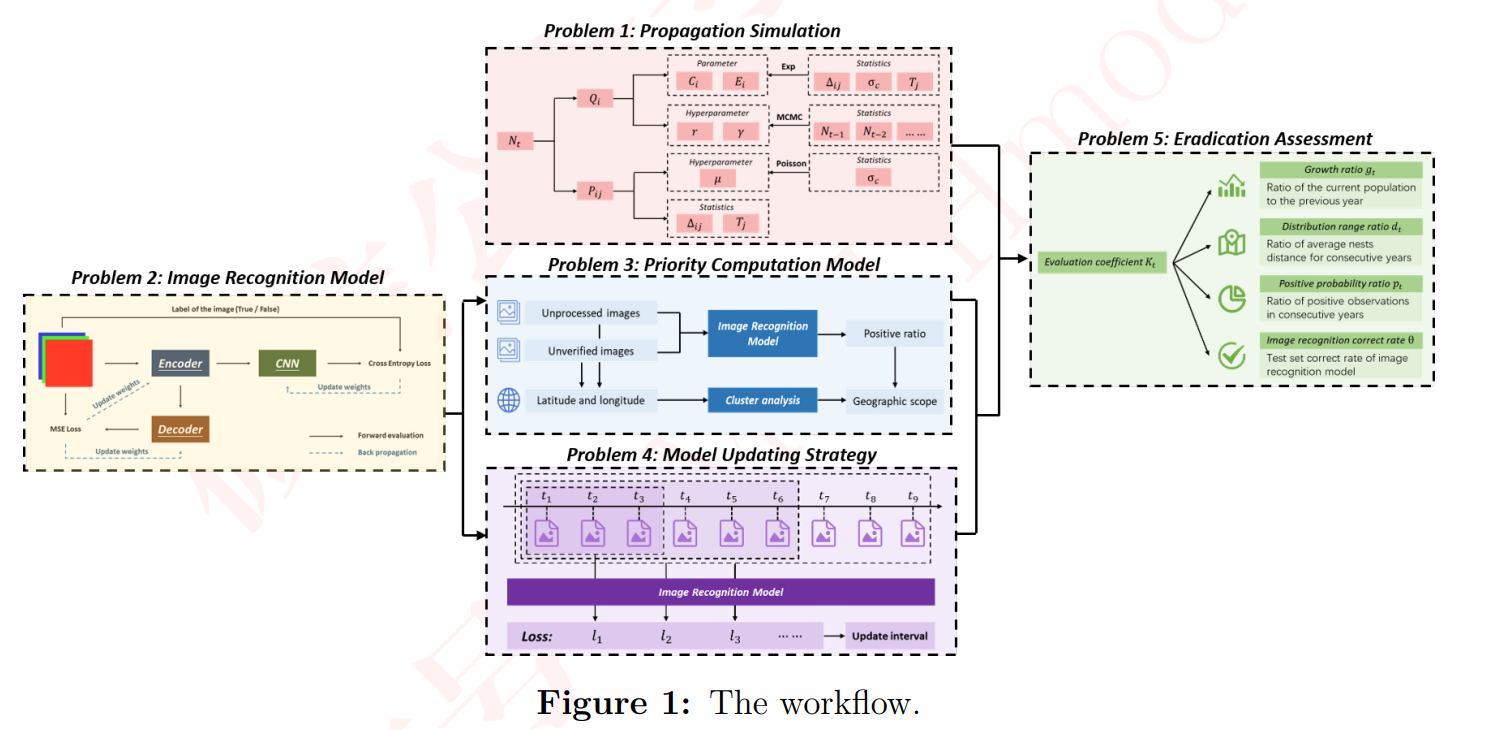 Problem 1: Propagation Simulation
Parameter
C_i E_i
Exp
Statistics
Δ_ij σ_c T_j
Q_i
Hyperparameter
r γ
MCMC
Statistics
N_t−1 N_t−2 … …
N_t
Hyperparameter
μ
Poisson
Statistics
σ_c
P_ij
Statistics
Δ_ij T_j
Problem 2: Image Recognition Model
Label of the image (True / False)
Encoder
CNN
Cross Entropy Loss
Update weights
Update weights
MSE Loss
Decoder
Update weights
Forward evaluation
Back propagation
Problem 3: Priority Computation Model
Unprocessed images
Unverified images
Image Recognition
Model
Positive ratio
Latitude and longitude
Cluster analysis
Geographic scope
Problem 4: Model Updating Strategy
t_1 t_2 t_3 t_4 t_5 t_6 t_7 t_8 t_9
Image Recognition Model
Loss: l_1 l_2 l_3 … … Update interval
Problem 5: Eradication Assessment
Evaluation coefficient K_t
Growth ratio g_t
Ratio of the current population
to the previous year
Distribution range ratio d_t
Ratio of average nests
distance for consecutive years
Positive probability ratio p_t
Ratio of positive observations
in consecutive years
Image recognition correct rate θ
Test set correct rate of image
recognition model
Figure 1: The workflow.